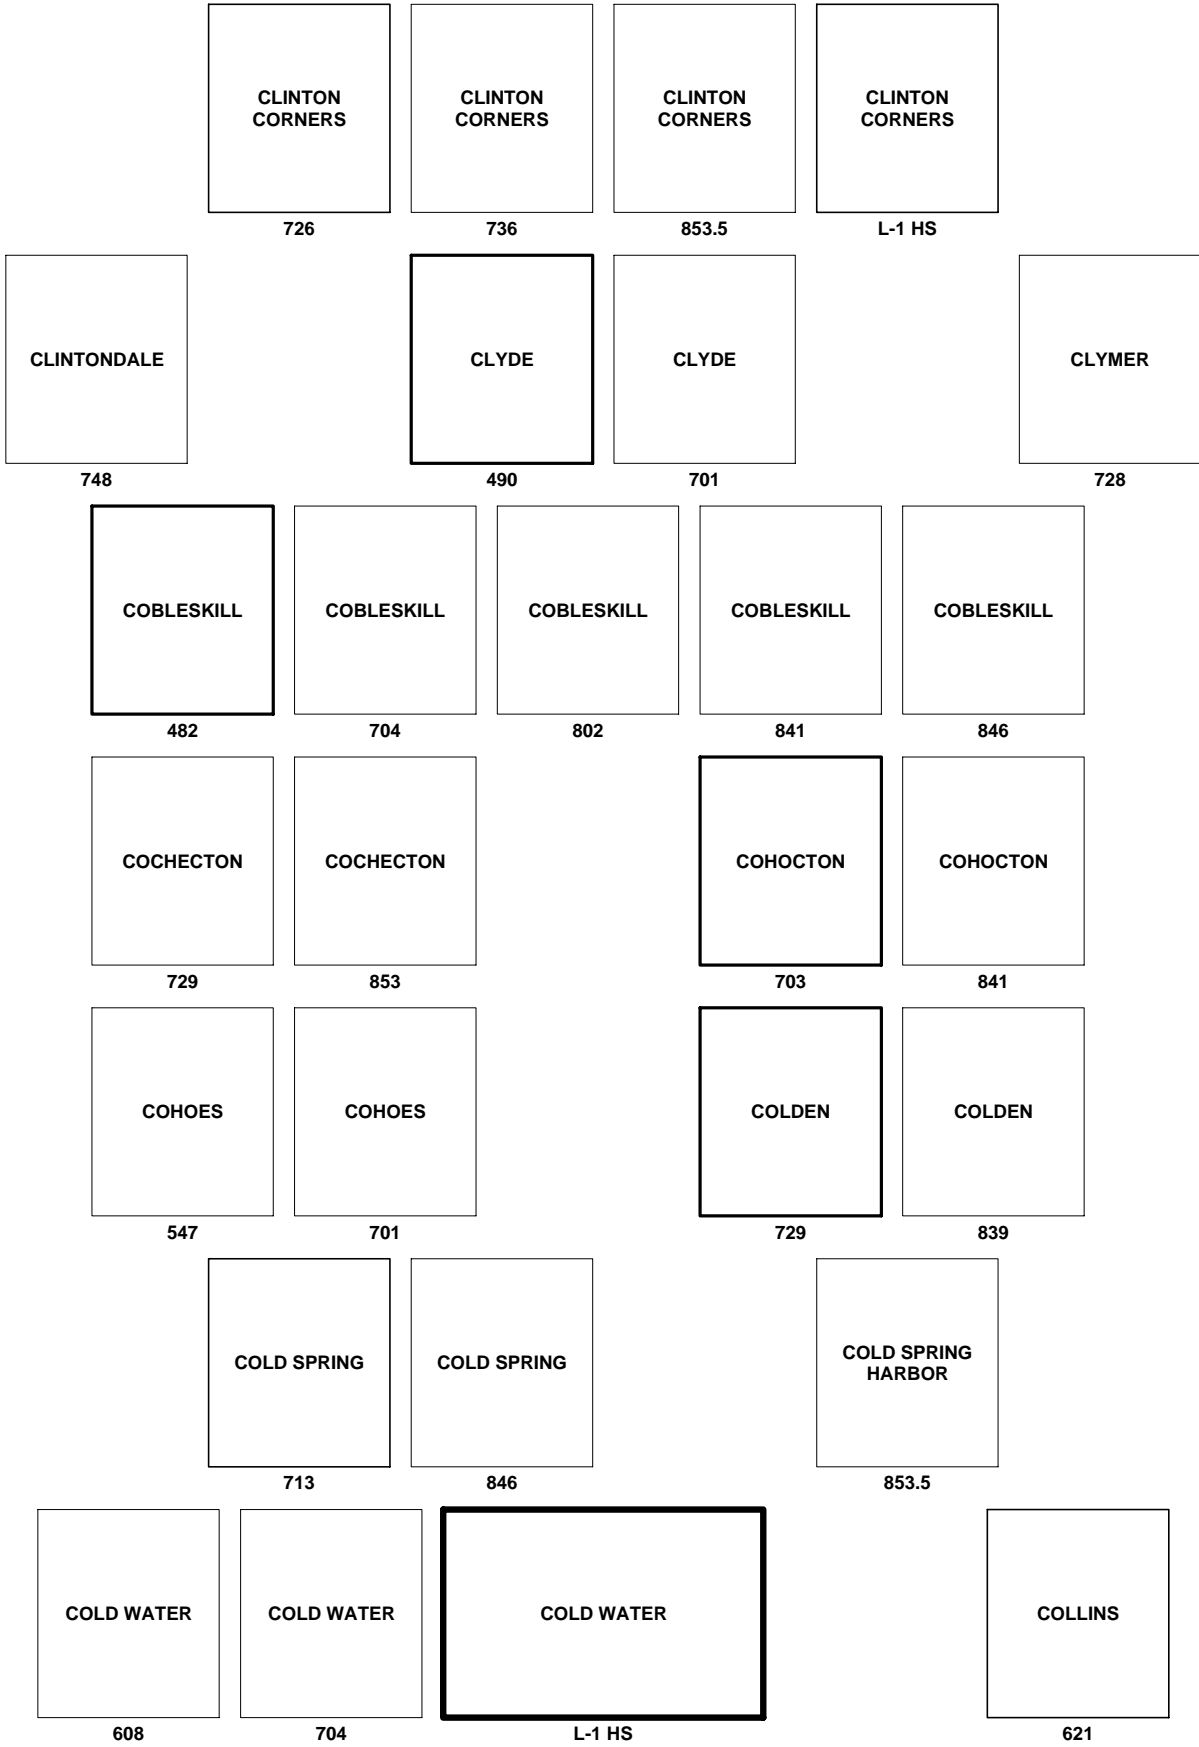 CLINTON
CORNERS
CLINTON
CORNERS
CLINTON
CORNERS
CLINTON
CORNERS
726
736
853.5
L-1 HS
CLINTONDALE
CLYDE
CLYDE
CLYMER
748
490
701
728
COBLESKILL
COBLESKILL
COBLESKILL
COBLESKILL
COBLESKILL
482
704
802
841
846
COCHECTON
COCHECTON
COHOCTON
COHOCTON
729
853
703
841
COHOES
COHOES
COLDEN
COLDEN
547
701
729
839
COLD SPRING
COLD SPRING
COLD SPRING
HARBOR
713
846
853.5
COLD WATER
COLD WATER
COLD WATER
COLLINS
608
704
L-1 HS
621